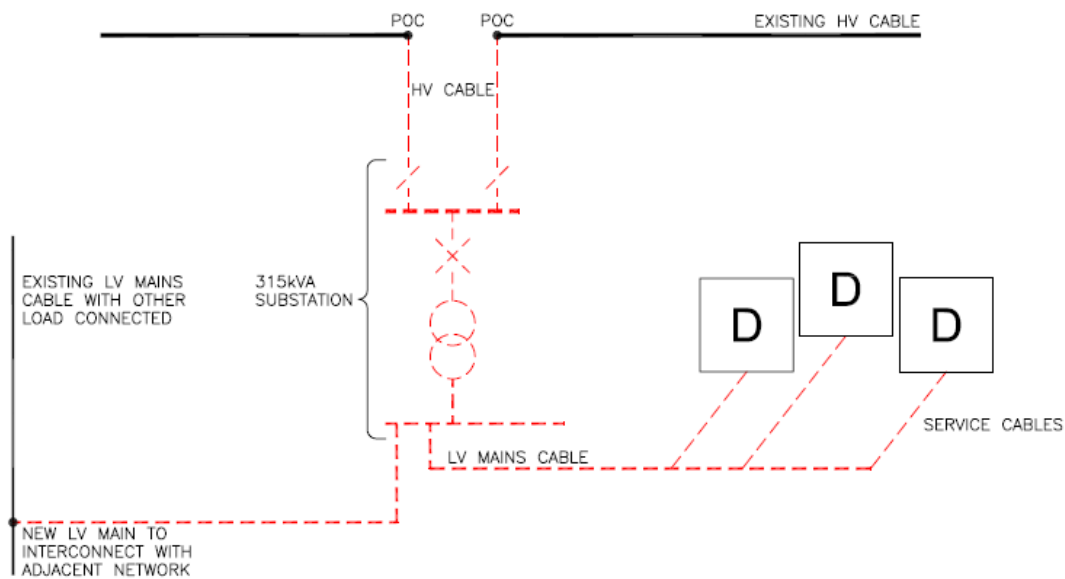 POC
POC
EXISTING HV CABLE
HV CABLE
EXISTING LV MAINS
CABLE WITH OTHER
LOAD CONNECTED
315kVA
SUBSTATION
D
D
D
SERVICE CABLES
LV MAINS CABLE
NEW LV MAIN TO
INTERCONNECT WITH
ADJACENT NETWORK